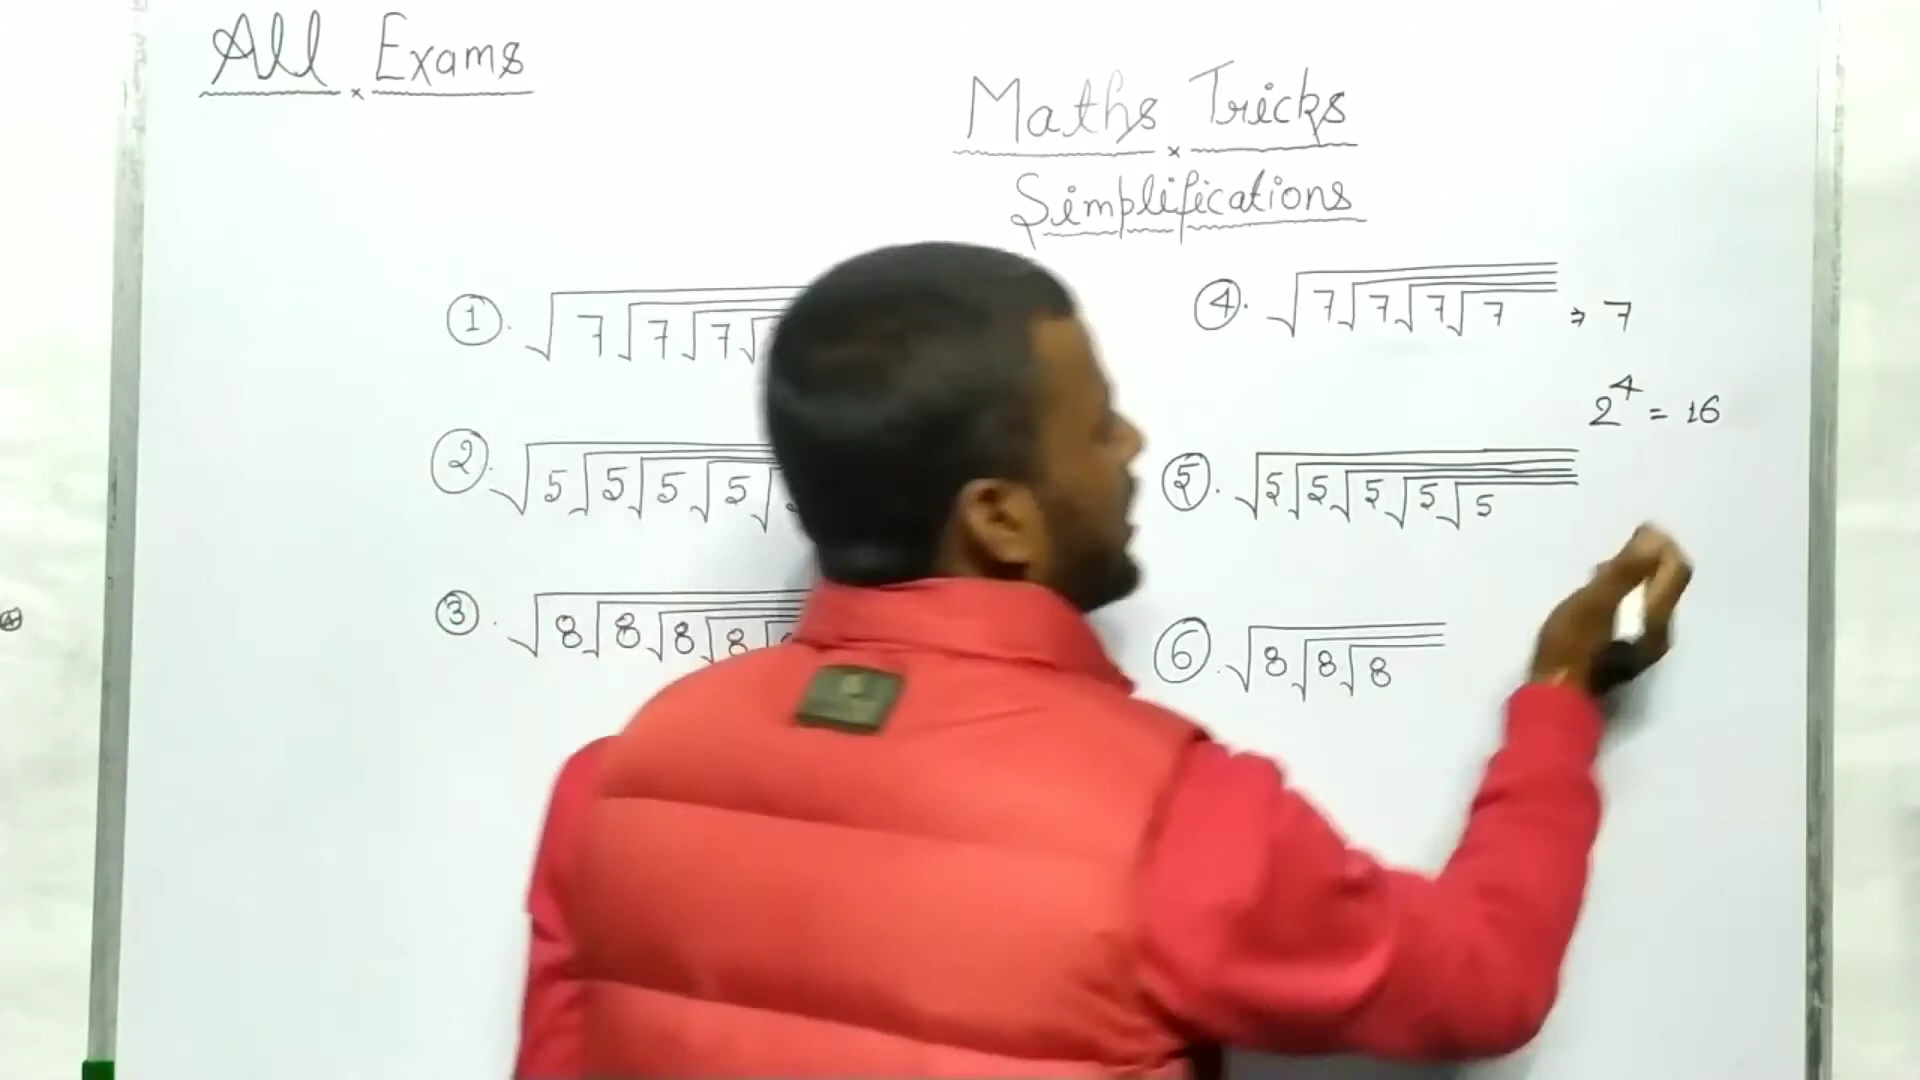 All × Exams
Maths × Tricks
Simplifications
①. √7√7√7√
②. √5√5√5√5√
③. √8√8√8√8√
④. √7√7√7√7 ⇒ 7
2⁴ = 16
⑤. √5√5√5√5√5
⑥. √8√8√8